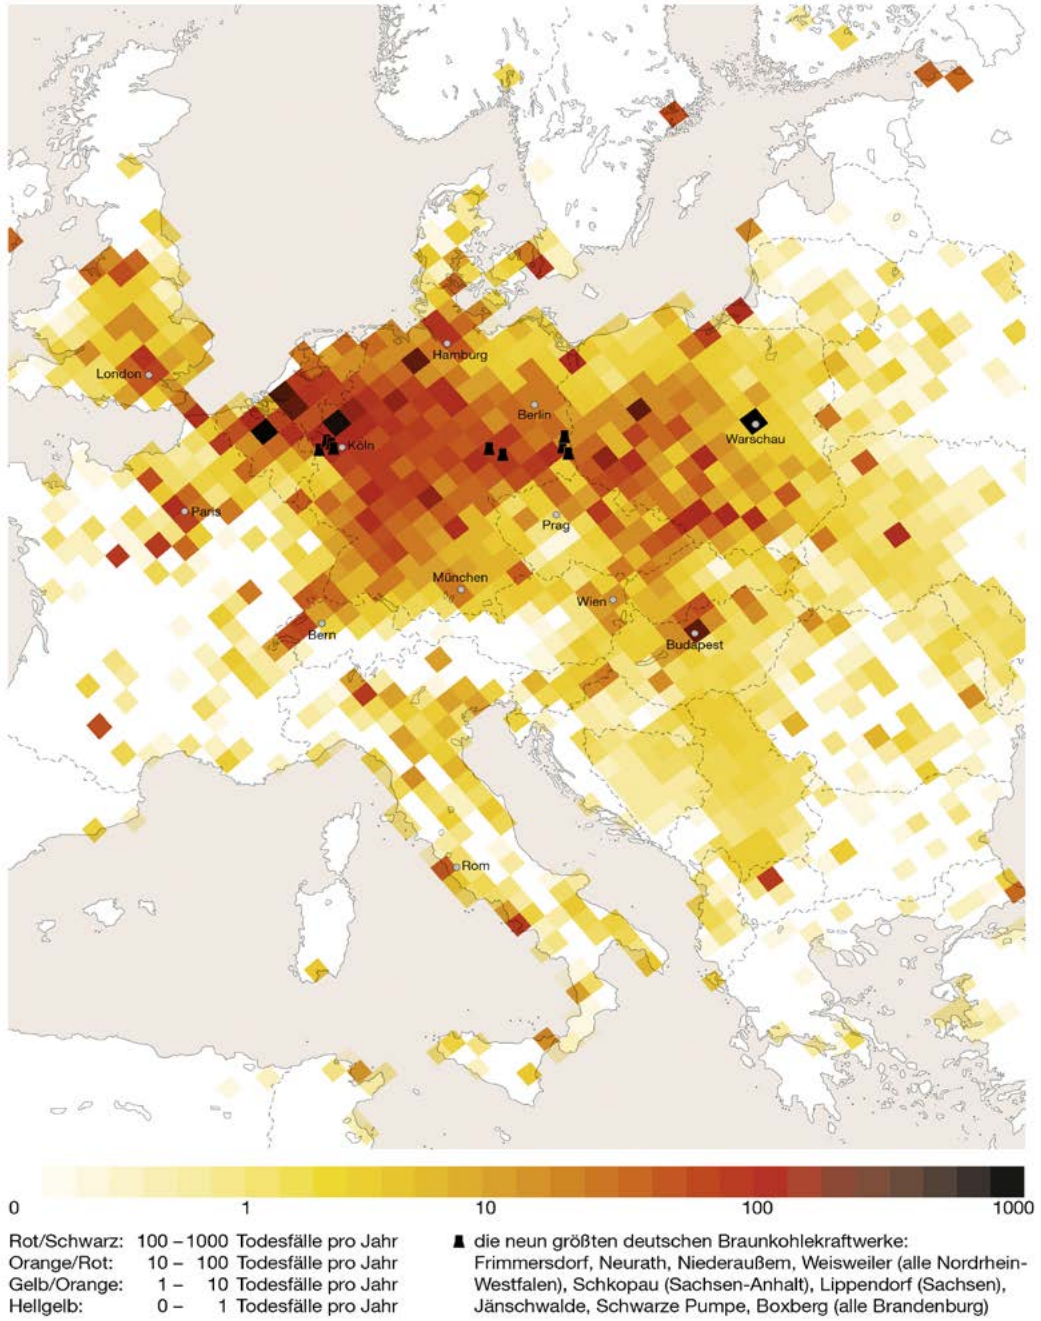 Hamburg
London
Berlin
Warschau
Köln
Paris
Prag
München
Wien
Bern
Budapest
Rom
0 1 10 100 1000
Rot/Schwarz: 100 – 1000 Todesfälle pro Jahr
Orange/Rot: 10 – 100 Todesfälle pro Jahr
Gelb/Orange: 1 – 10 Todesfälle pro Jahr
Hellgelb: 0 – 1 Todesfälle pro Jahr
die neun größten deutschen Braunkohlekraftwerke:
Frimmersdorf, Neurath, Niederaußem, Weisweiler (alle Nordrhein-
Westfalen), Schkopau (Sachsen-Anhalt), Lippendorf (Sachsen),
Jänschwalde, Schwarze Pumpe, Boxberg (alle Brandenburg)